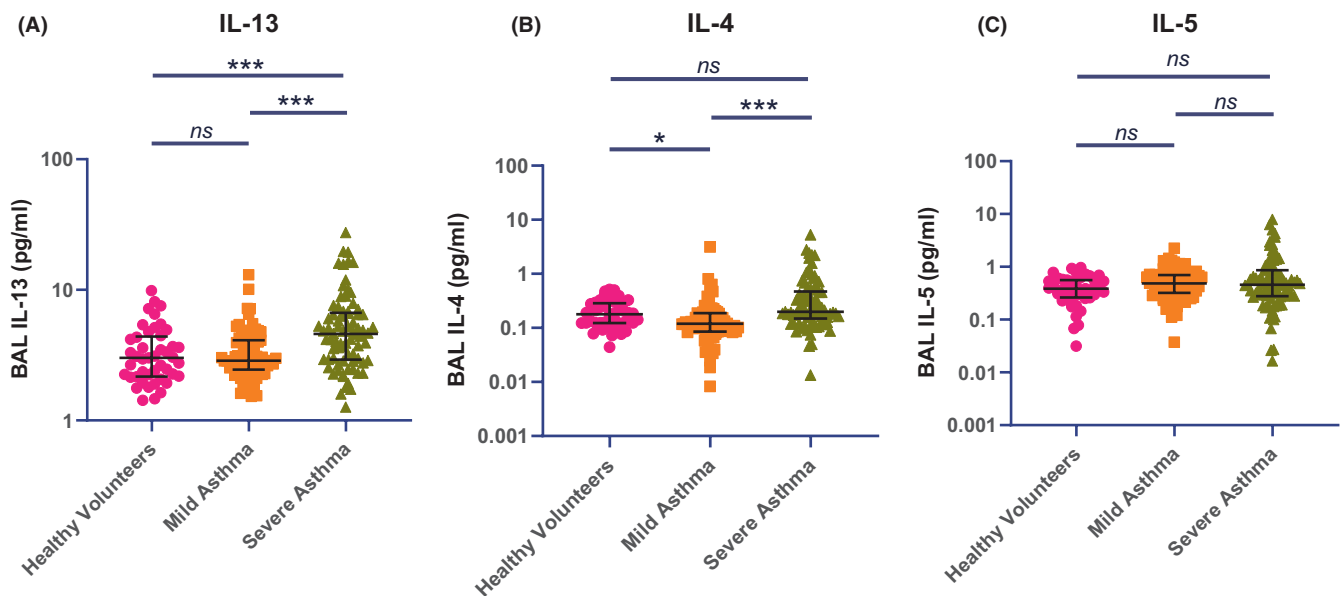 (A)
IL-13
***
***
ns
BAL IL-13 (pg/ml)
100
10
1
Healthy Volunteers
Mild Asthma
Severe Asthma
(B)
IL-4
ns
***
*
BAL IL-4 (pg/ml)
100
10
1
0.1
0.01
0.001
Healthy Volunteers
Mild Asthma
Severe Asthma
(C)
IL-5
ns
ns
ns
BAL IL-5 (pg/ml)
100
10
1
0.1
0.01
0.001
Healthy Volunteers
Mild Asthma
Severe Asthma